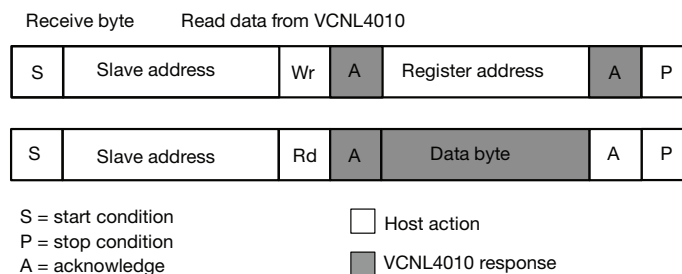 Receive byte Read data from VCNL4010
S Slave address Wr A Register address A P
S Slave address Rd A Data byte A P
S = start condition
P = stop condition
A = acknowledge
Host action
VCNL4010 response